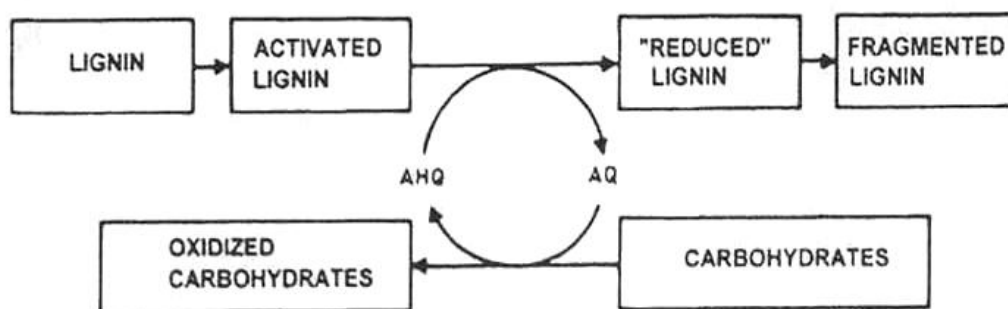 LIGNIN
ACTIVATED
LIGNIN
"REDUCED"
LIGNIN
FRAGMENTED
LIGNIN
AHQ
AQ
OXIDIZED
CARBOHYDRATES
CARBOHYDRATES